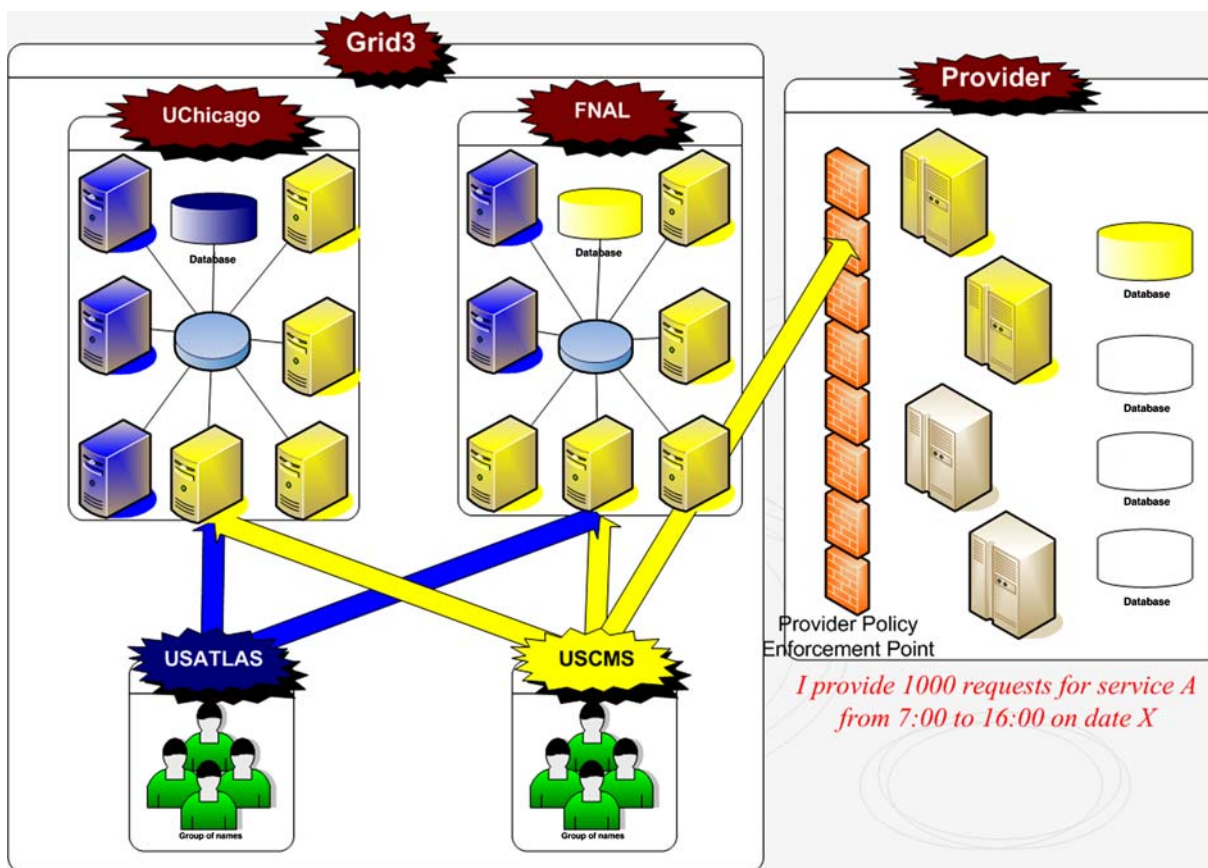 Grid3
UChicago
FNAL
Database
Database
USATLAS
USCMS
Group of names
Group of names
Provider
Database
Database
Database
Database
Provider Policy
Enforcement Point
I provide 1000 requests for service A
from 7:00 to 16:00 on date X